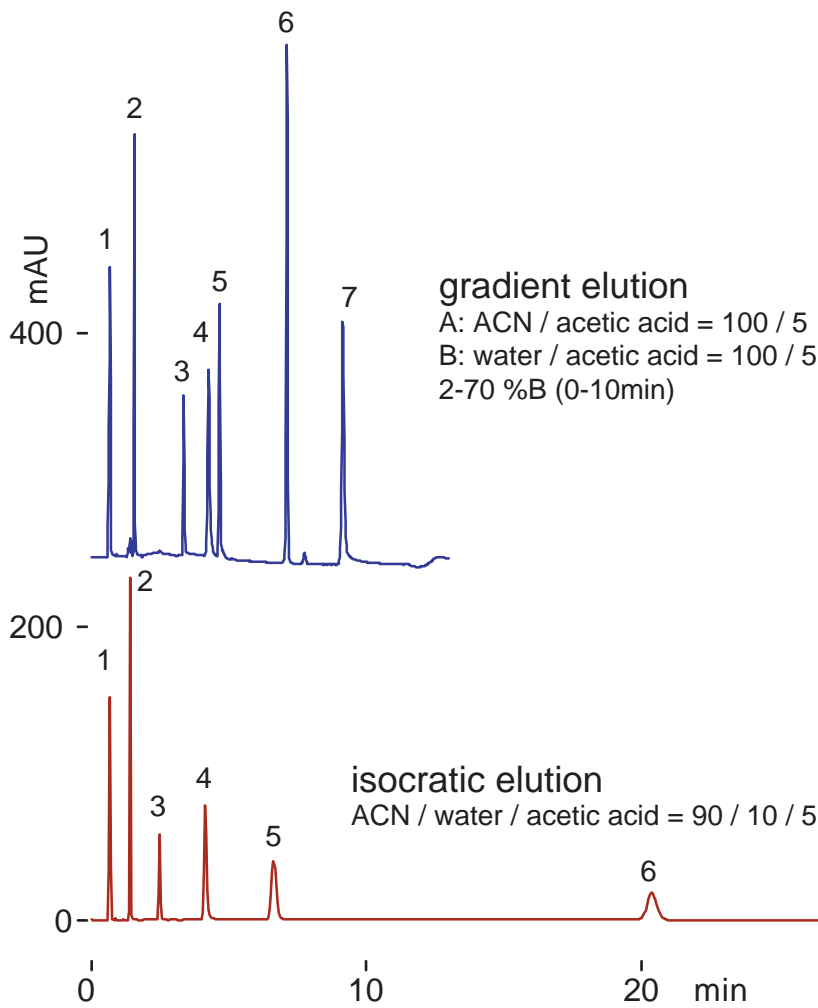 6
2
1
mAU
5
7
gradient elution
A: ACN / acetic acid = 100 / 5
400
4
B: water / acetic acid = 100 / 5
3
2-70 %B (0-10min)
2
200
1
isocratic elution
4
ACN / water / acetic acid = 90 / 10 / 5
3
5
6
0
0 10 20 min